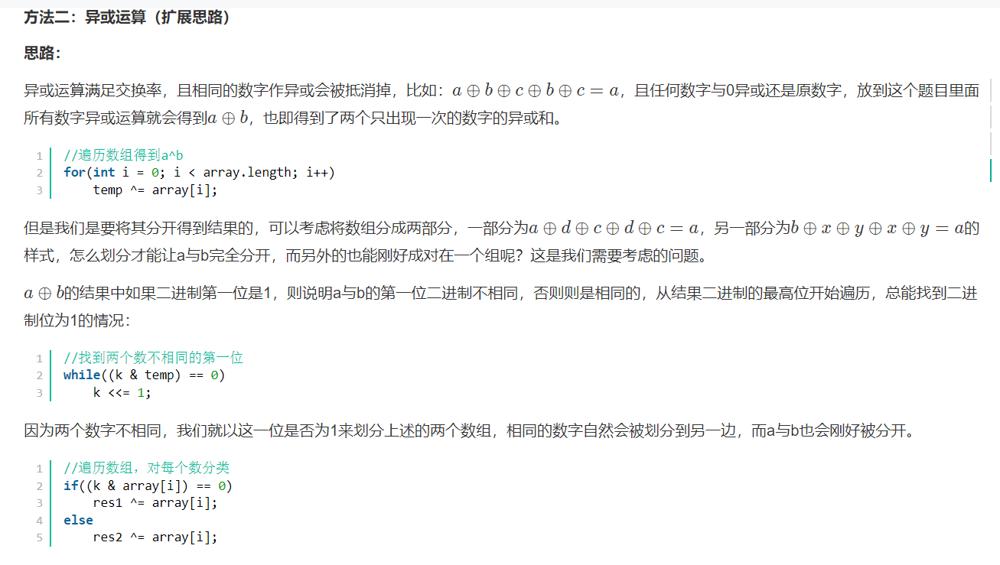 方法二：异或运算（扩展思路）
思路：
异或运算满足交换率，且相同的数字作异或会被抵消掉，比如：a ⊕ b ⊕ c ⊕ b ⊕ c = a，且任何数字与0异或还是原数字，放到这个题目里面
所有数字异或运算就会得到a ⊕ b，也即得到了两个只出现一次的数字的异或和。
1 //遍历数组得到a^b
2 for(int i = 0; i < array.length; i++)
3     temp ^= array[i];
但是我们是要将其分开得到结果的，可以考虑将数组分成两部分，一部分为a ⊕ d ⊕ c ⊕ d ⊕ c = a，另一部分为b ⊕ x ⊕ y ⊕ x ⊕ y = a的
样式，怎么划分才能让a与b完全分开，而另外的也能刚好成对在一个组呢？这是我们需要考虑的问题。
a ⊕ b的结果中如果二进制第一位是1，则说明a与b的第一位二进制不相同，否则则是相同的，从结果二进制的最高位开始遍历，总能找到二进
制位为1的情况：
1 //找到两个数不相同的第一位
2 while((k & temp) == 0)
3     k <<= 1;
因为两个数字不相同，我们就以这一位是否为1来划分上述的两个数组，相同的数字自然会被划分到另一边，而a与b也会刚好被分开。
1 //遍历数组，对每个数分类
2 if((k & array[i]) == 0)
3     res1 ^= array[i];
4 else
5     res2 ^= array[i];